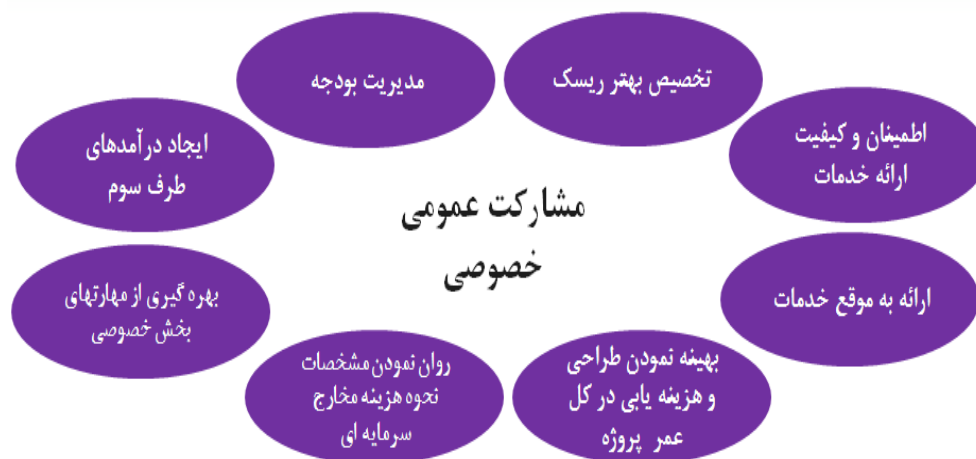 تخصیص بهتر ریسک
مدیریت بودجه
اطمینان و کیفیت
ارائه خدمات
ایجاد درآمدهای
طرف سوم
مشارکت عمومی
خصوصی
ارائه به موقع خدمات
بهره گیری از مهارتهای
بخش خصوصی
بهینه نمودن طراحی
و هزینه یابی در کل
عمر پروژه
روان نمودن مشخصات
نحوه هزینه مخارج
سرمایه ای